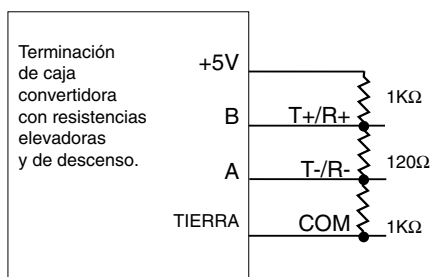 Terminación
de caja
convertidora
con resistencias
elevadoras
y de descenso.
+5V
1KΩ
B T+/R+
120Ω
A T-/R-
TIERRA COM
1KΩ